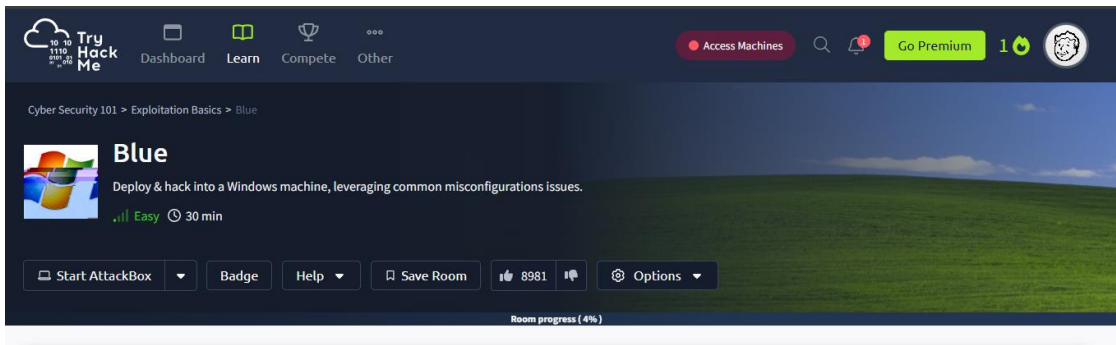 Try
Hack
Me
Dashboard
Learn
Compete
Other
Access Machines
1
Go Premium
1
Cyber Security 101 > Exploitation Basics > Blue
Blue
Deploy & hack into a Windows machine, leveraging common misconfigurations issues.
Easy 30 min
Start AttackBox
Badge
Help
Save Room
8981
Options
Room progress ( 4% )